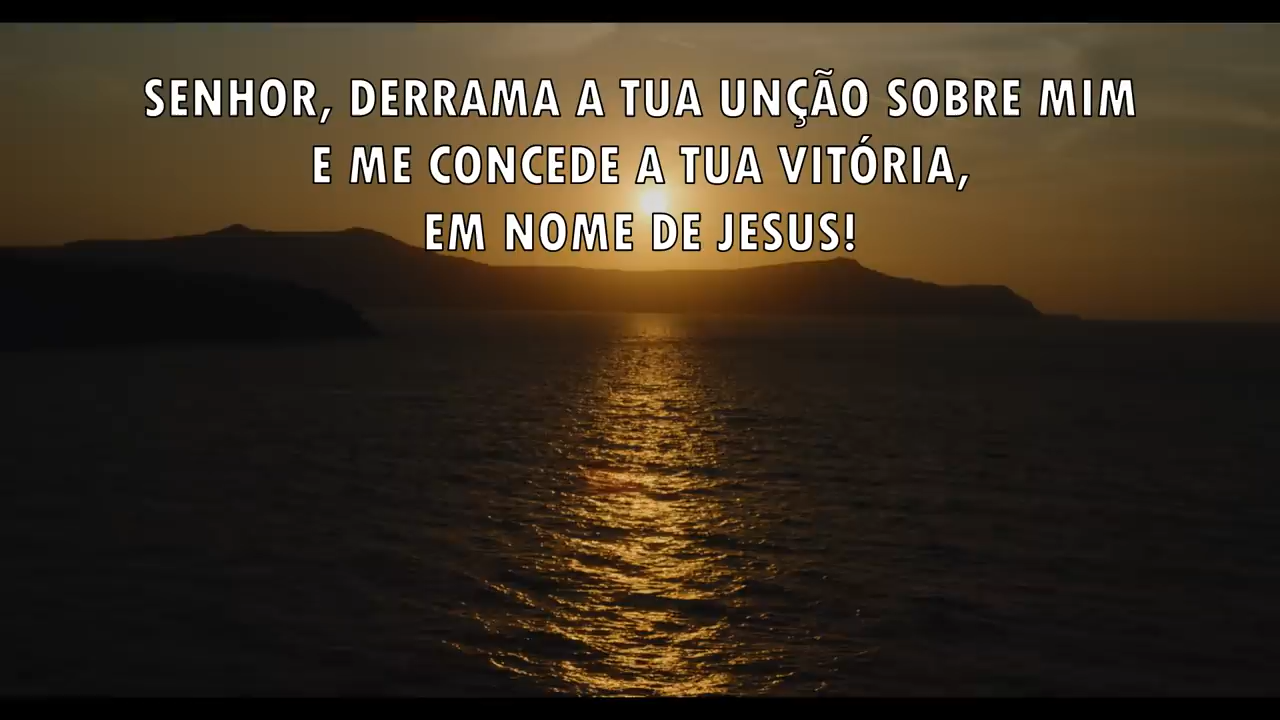 SENHOR, DERRAMA A TUA UNÇÃO SOBRE MIM
E ME CONCEDE A TUA VITÓRIA,
EM NOME DE JESUS!